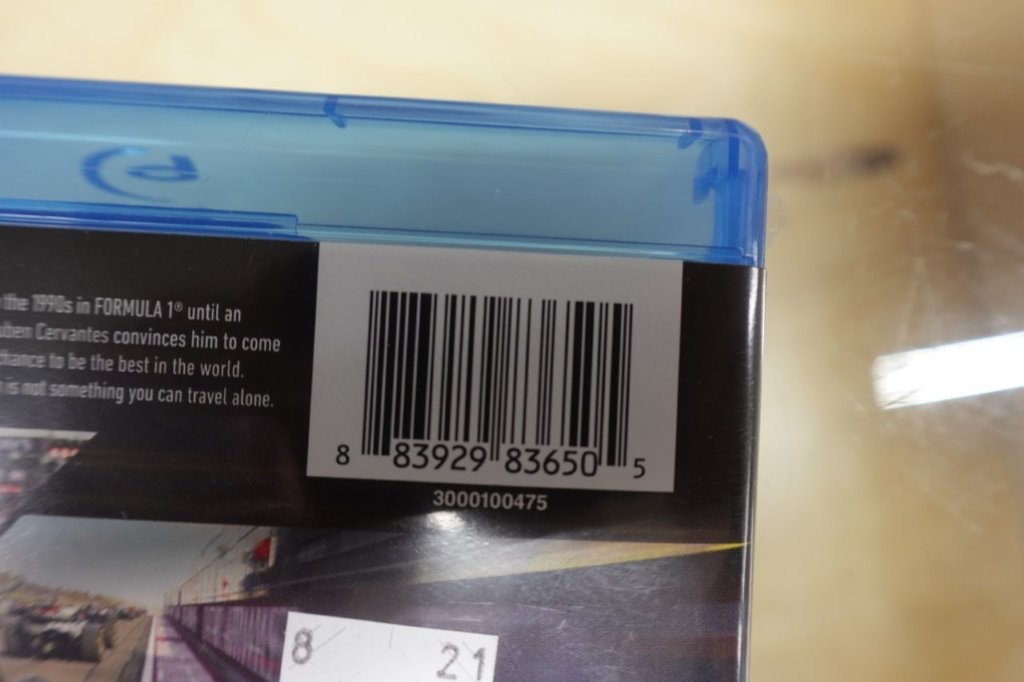 the 1990s in FORMULA 1® until an
Cervantes convinces him to come
chance to be the best in the world.
is not something you can travel alone.
8 83929 83650 5
3000100475
8 21